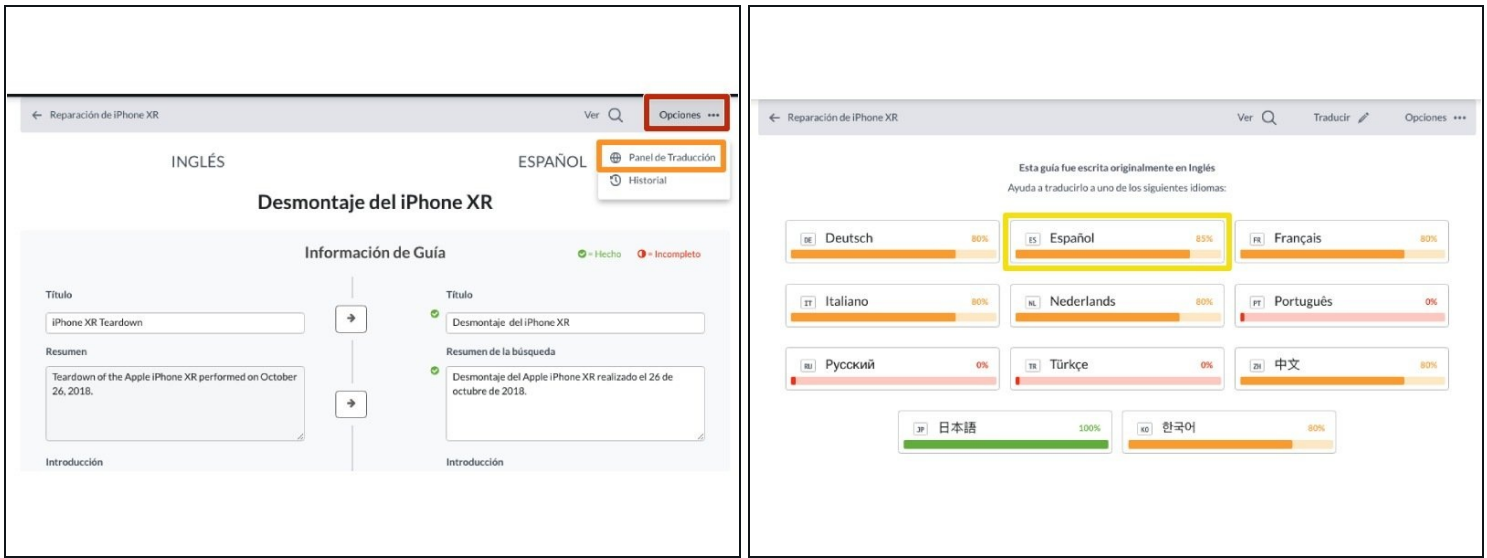 ← Reparación de iPhone XR Ver Opciones •••
Panel de Traducción
Historial
INGLÉS ESPAÑOL
Desmontaje del iPhone XR
Información de Guía
= Hecho = Incompleto
Título Título
iPhone XR Teardown → Desmontaje del iPhone XR
Resumen Resumen de la búsqueda
Teardown of the Apple iPhone XR performed on October
26, 2018.
→
Desmontaje del Apple iPhone XR realizado el 26 de
octubre de 2018.
Introducción Introducción
← Reparación de iPhone XR Ver Traducir Opciones •••
Esta guía fue escrita originalmente en Inglés
Ayuda a traducirlo a uno de los siguientes idiomas:
DE Deutsch 80% ES Español 85% FR Français 80%
IT Italiano 80% NL Nederlands 80% PT Português 0%
RU Русский 0% TR Türkçe 0% ZH 中文 80%
JP 日本語 100% KO 한국어 80%